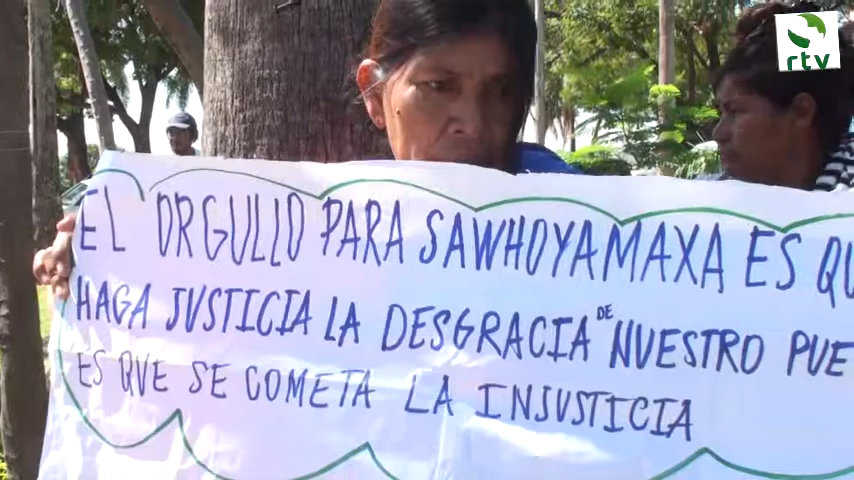 rtv
EL ORGULLO PARA SAWHOYAMAXA ES QU
HAGA JUSTICIA LA DESGRACIA DE NUESTRO PUE
ES QUE SE COMETA LA INJUSTICIA